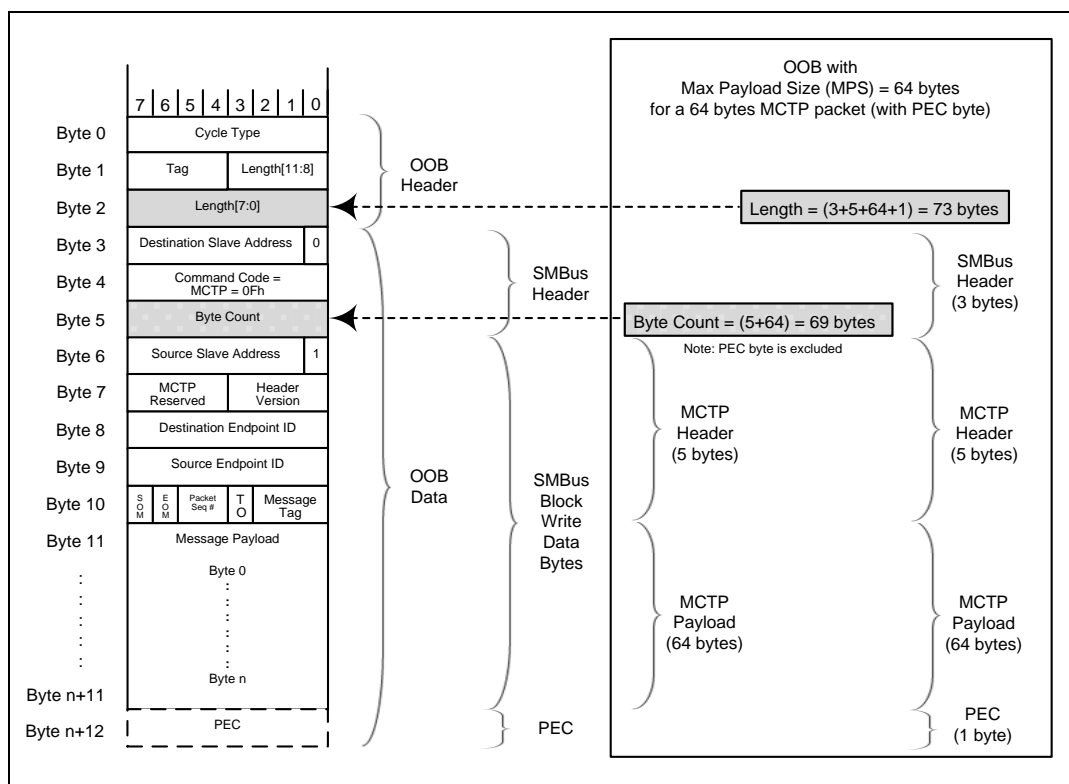 OOB with
Max Payload Size (MPS) = 64 bytes
for a 64 bytes MCTP packet (with PEC byte)
7 6 5 4 3 2 1 0
Byte 0 Cycle Type
Byte 1 Tag Length[11:8]
OOB
Header
Byte 2 Length[7:0] Length = (3+5+64+1) = 73 bytes
Byte 3 Destination Slave Address 0
Byte 4 Command Code =
MCTP = 0Fh
SMBus
Header
SMBus
Header
(3 bytes)
Byte 5 Byte Count Byte Count = (5+64) = 69 bytes
Note: PEC byte is excluded
Byte 6 Source Slave Address 1
Byte 7 MCTP
Reserved
Header
Version
Byte 8 Destination Endpoint ID
MCTP
Header
(5 bytes)
MCTP
Header
(5 bytes)
Byte 9 Source Endpoint ID
OOB
Data
SMBus
Block
Write
Data
Bytes
Byte 10 SOM EOM Packet
Seq #
TO Message
Tag
Byte 11 Message Payload
Byte 0
:
:
:
:
:
:
:
:
:
:
MCTP
Payload
(64 bytes)
MCTP
Payload
(64 bytes)
Byte n
Byte n+11
Byte n+12 PEC
PEC
PEC
(1 byte)